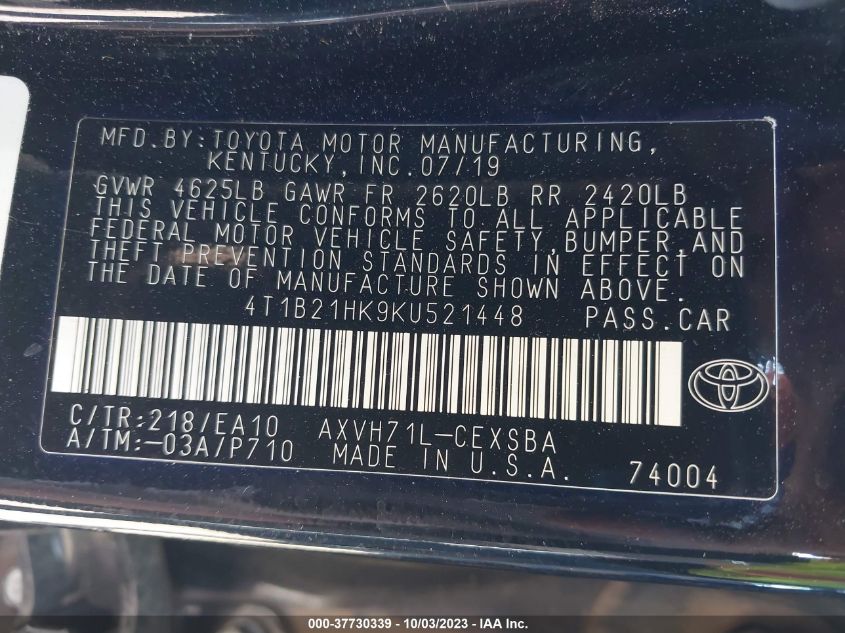 MFD.BY:TOYOTA MOTOR MANUFACTURING,
KENTUCKY,INC.07/19
GVWR 4625LB GAWR FR 2620LB RR 2420LB
THIS VEHICLE CONFORMS TO ALL APPLICABLE
FEDERAL MOTOR VEHICLE SAFETY,BUMPER,AND
THEFT PREVENTION STANDARDS IN EFFECT ON
THE DATE OF MANUFACTURE SHOWN ABOVE.
4T1B21HK9KU521448 PASS.CAR
C/TR:218/EA10 AXVH71L-CEXSBA
A/TM:-03A/P710 MADE IN U.S.A. 74004
000-37730339 - 10/03/2023 - IAA